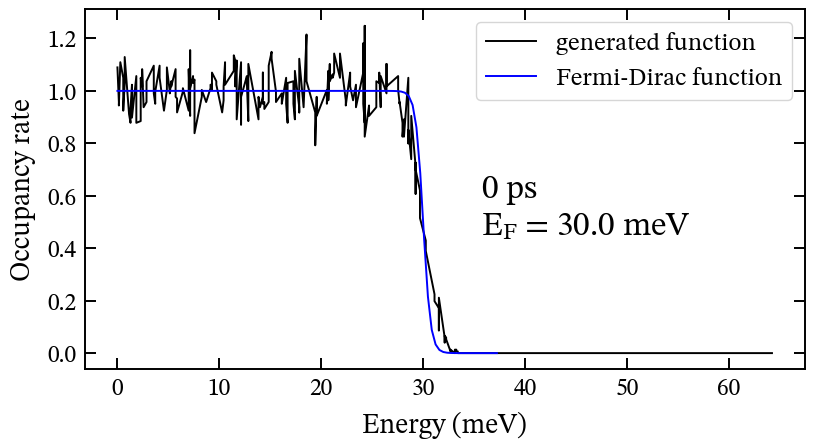 generated function
Fermi-Dirac function
0 ps
E_F = 30.0 meV
Occupancy rate
1.2
1.0
0.8
0.6
0.4
0.2
0.0
0 10 20 30 40 50 60
Energy (meV)